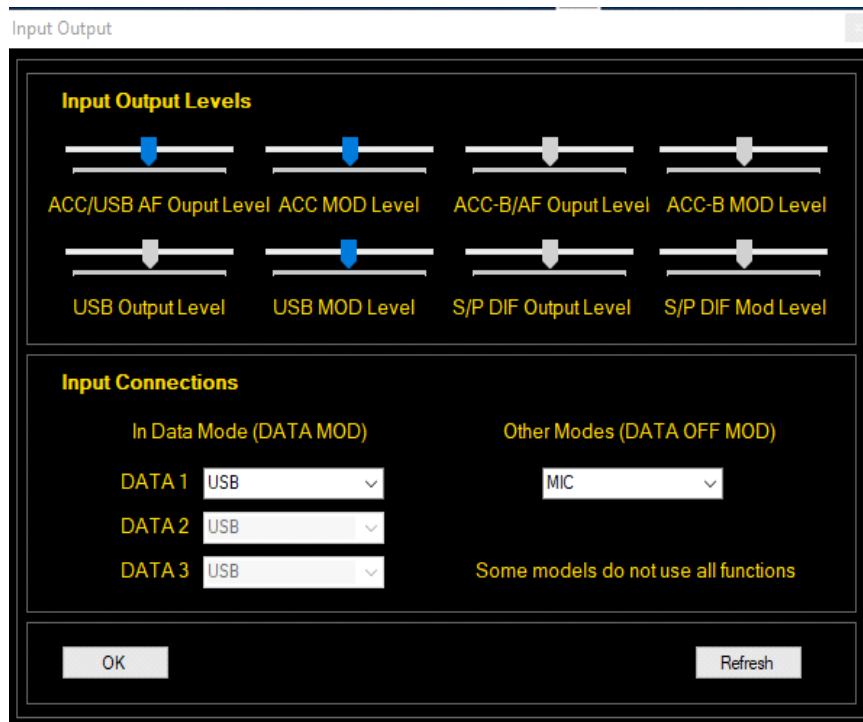 Input Output
Input Output Levels
ACC/USB AF Ouput Level ACC MOD Level ACC-B/AF Ouput Level ACC-B MOD Level
USB Output Level USB MOD Level S/P DIF Output Level S/P DIF Mod Level
Input Connections
In Data Mode (DATA MOD) Other Modes (DATA OFF MOD)
DATA 1 USB MIC
DATA 2 USB
DATA 3 USB Some models do not use all functions
OK Refresh